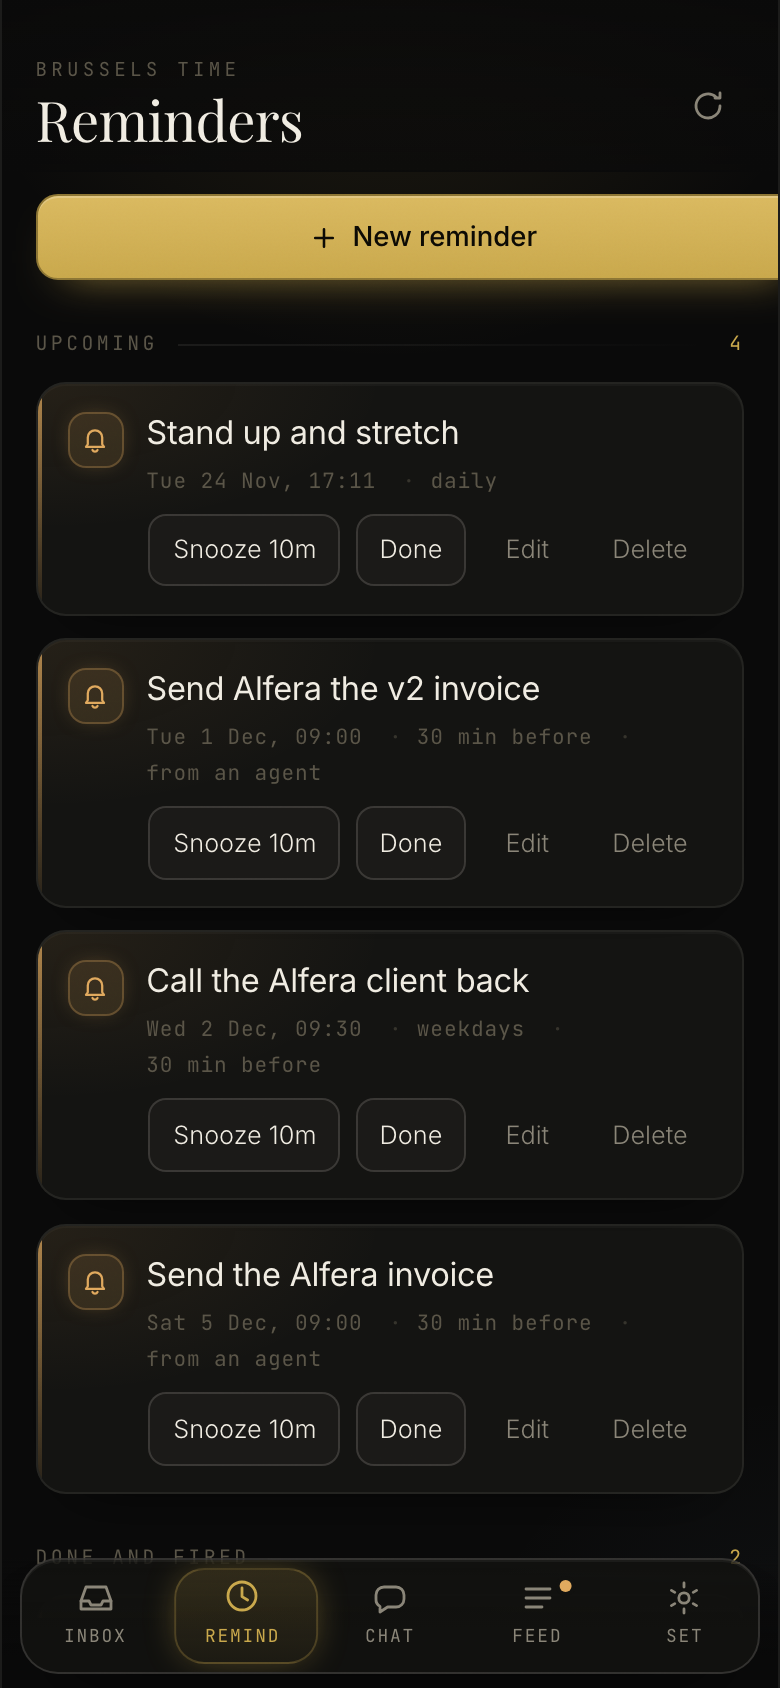 BRUSSELS TIME
Reminders
+ New reminder
UPCOMING 4
Stand up and stretch
Tue 24 Nov, 17:11 · daily
Snooze 10m Done Edit Delete
Send Alfera the v2 invoice
Tue 1 Dec, 09:00 · 30 min before ·
from an agent
Snooze 10m Done Edit Delete
Call the Alfera client back
Wed 2 Dec, 09:30 · weekdays ·
30 min before
Snooze 10m Done Edit Delete
Send the Alfera invoice
Sat 5 Dec, 09:00 · 30 min before ·
from an agent
Snooze 10m Done Edit Delete
DONE AND FIRED 2
INBOX REMIND CHAT FEED SET